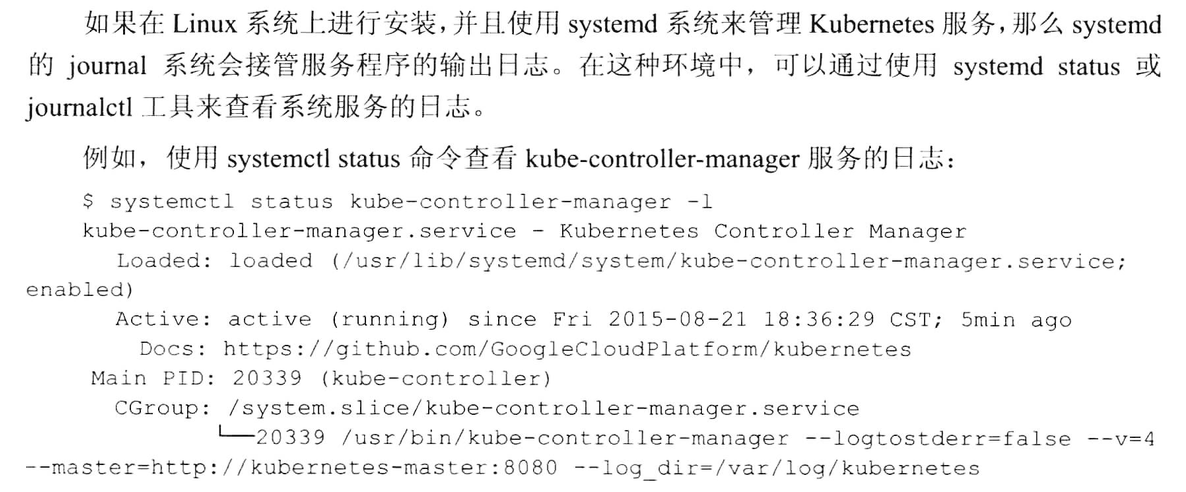 如果在 Linux 系统上进行安装,并且使用 systemd 系统来管理 Kubernetes 服务,那么 systemd
的 journal 系统会接管服务程序的输出日志。在这种环境中，可以通过使用 systemd status 或
journalctl 工具来查看系统服务的日志。
例如，使用 systemctl status 命令查看 kube-controller-manager 服务的日志：
$ systemctl status kube-controller-manager -l
kube-controller-manager.service - Kubernetes Controller Manager
Loaded: loaded (/usr/lib/systemd/system/kube-controller-manager.service;
enabled)
Active: active (running) since Fri 2015-08-21 18:36:29 CST; 5min ago
Docs: https://github.com/GoogleCloudPlatform/kubernetes
Main PID: 20339 (kube-controller)
CGroup: /system.slice/kube-controller-manager.service
└──20339 /usr/bin/kube-controller-manager --logtostderr=false --v=4
--master=http://kubernetes-master:8080 --log_dir=/var/log/kubernetes